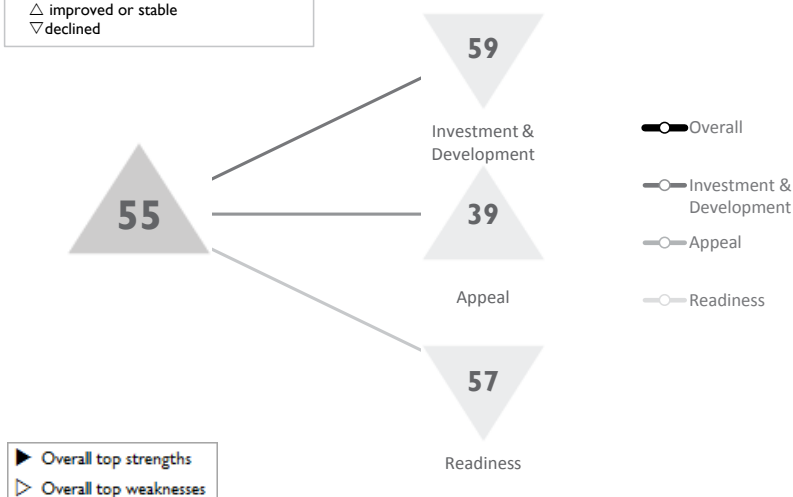 △ improved or stable
▽ declined
59
Investment &
Development
55
39
Appeal
57
Readiness
Overall
Investment &
Development
Appeal
Readiness
▶ Overall top strengths
▷ Overall top weaknesses